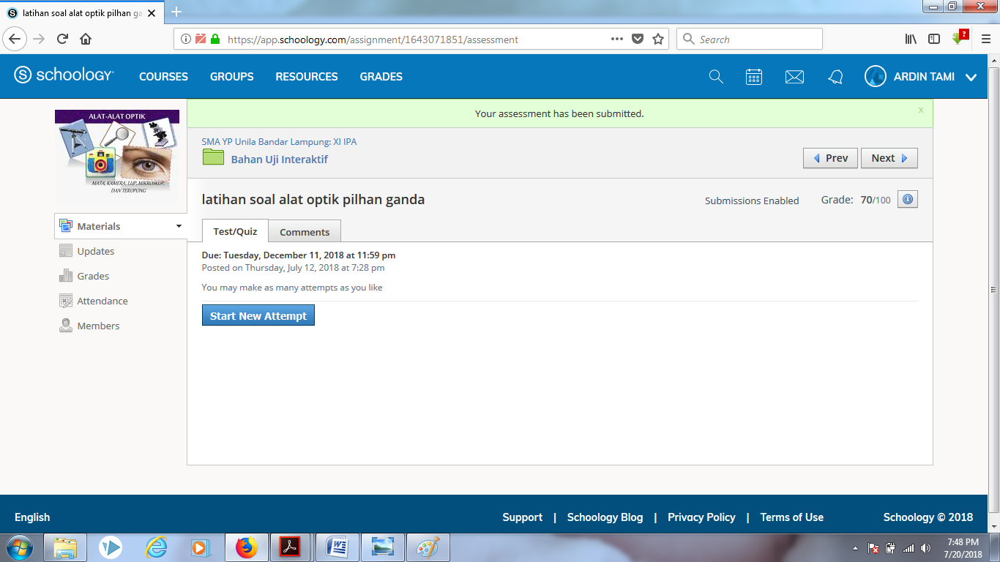 latihan soal alat optik pilhan ga
https://app.schoology.com/assignment/1643071851/assessment
Search
schoology
COURSES
GROUPS
RESOURCES
GRADES
ARDIN TAMI
ALAT-ALAT OPTIK
MATA, KAMERA, LUP, MIKROSKOP,
DAN TEROPONG
Materials
Updates
Grades
Attendance
Members
Your assessment has been submitted.
x
SMA YP Unila Bandar Lampung: XI IPA
Bahan Uji Interaktif
Prev
Next
latihan soal alat optik pilhan ganda
Submissions Enabled
Grade: 70/100
Test/Quiz
Comments
Due: Tuesday, December 11, 2018 at 11:59 pm
Posted on Thursday, July 12, 2018 at 7:28 pm
You may make as many attempts as you like
Start New Attempt
English
Support | Schoology Blog | Privacy Policy | Terms of Use
Schoology © 2018
7:48 PM
7/20/2018